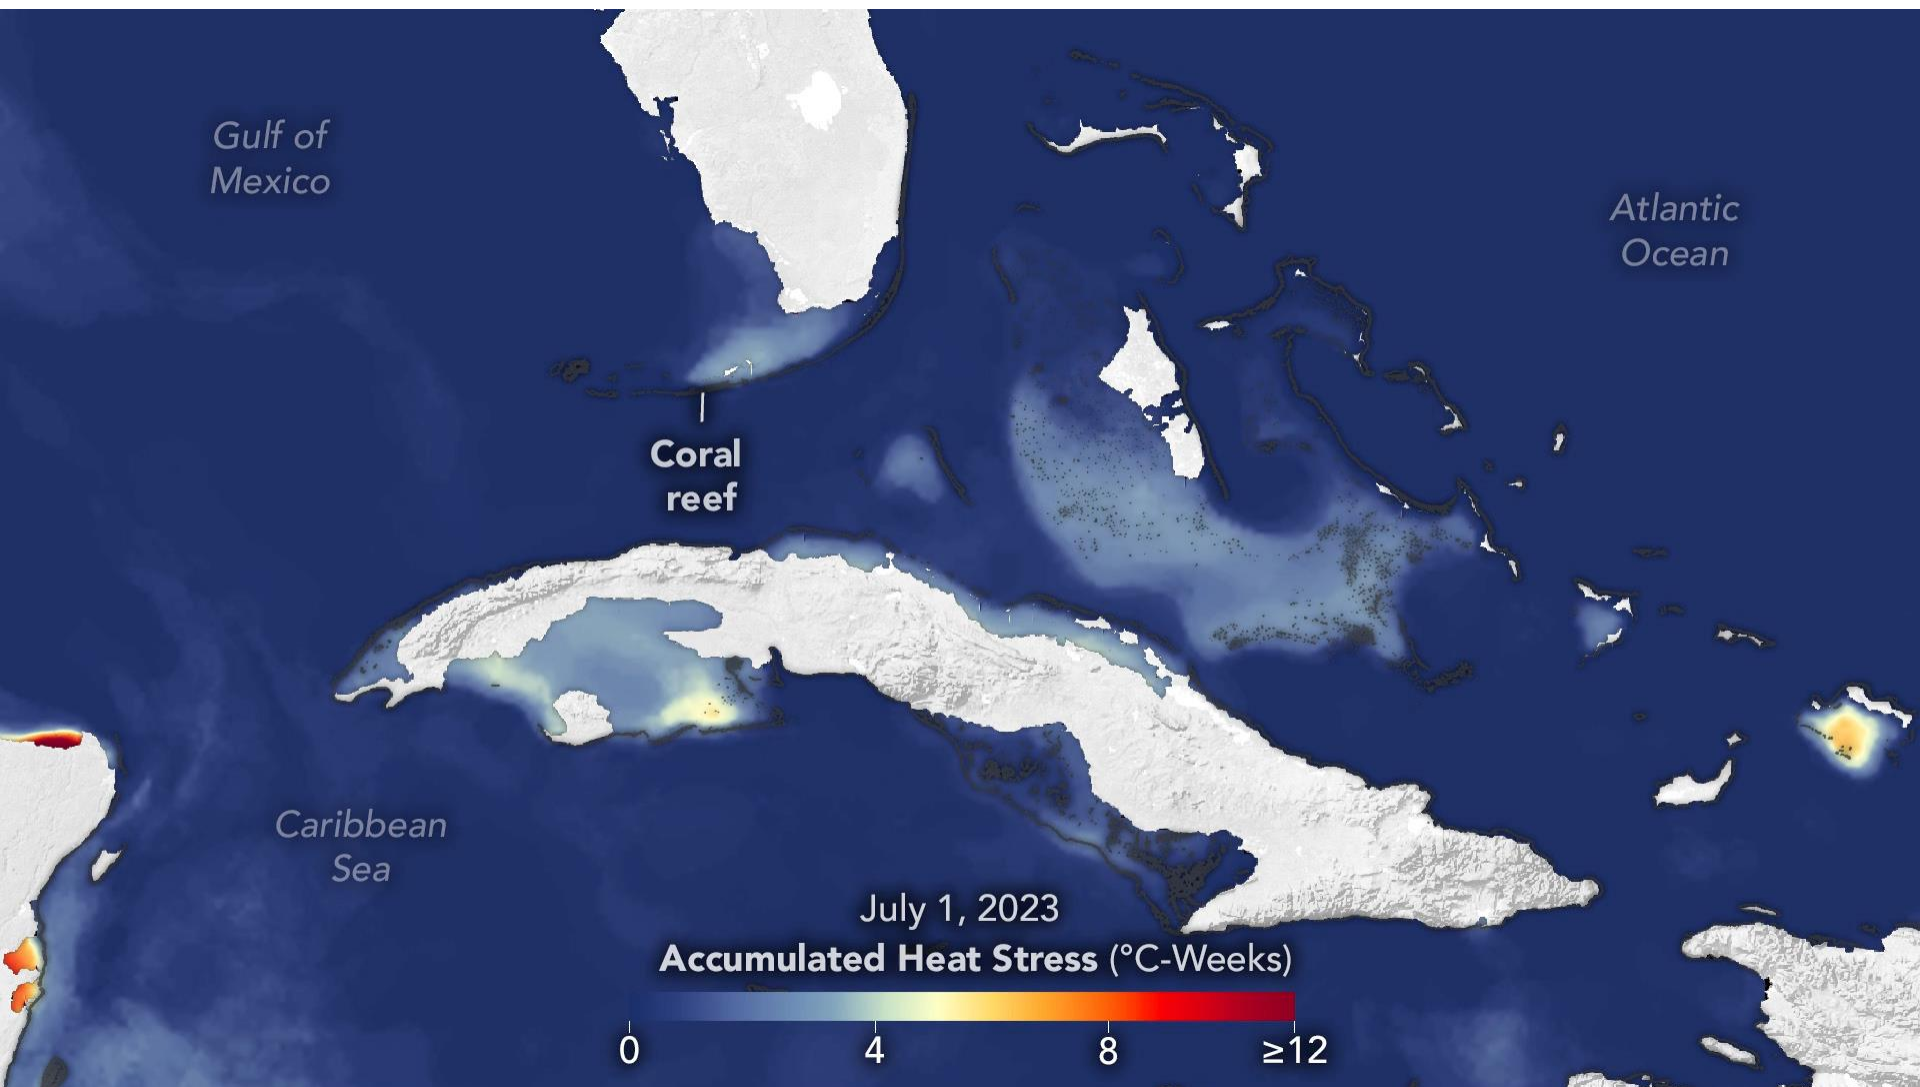 Gulf of
Mexico
Atlantic
Ocean
Coral
reef
Caribbean
Sea
July 1, 2023
Accumulated Heat Stress (°C-Weeks)
0 4 8 ≥12